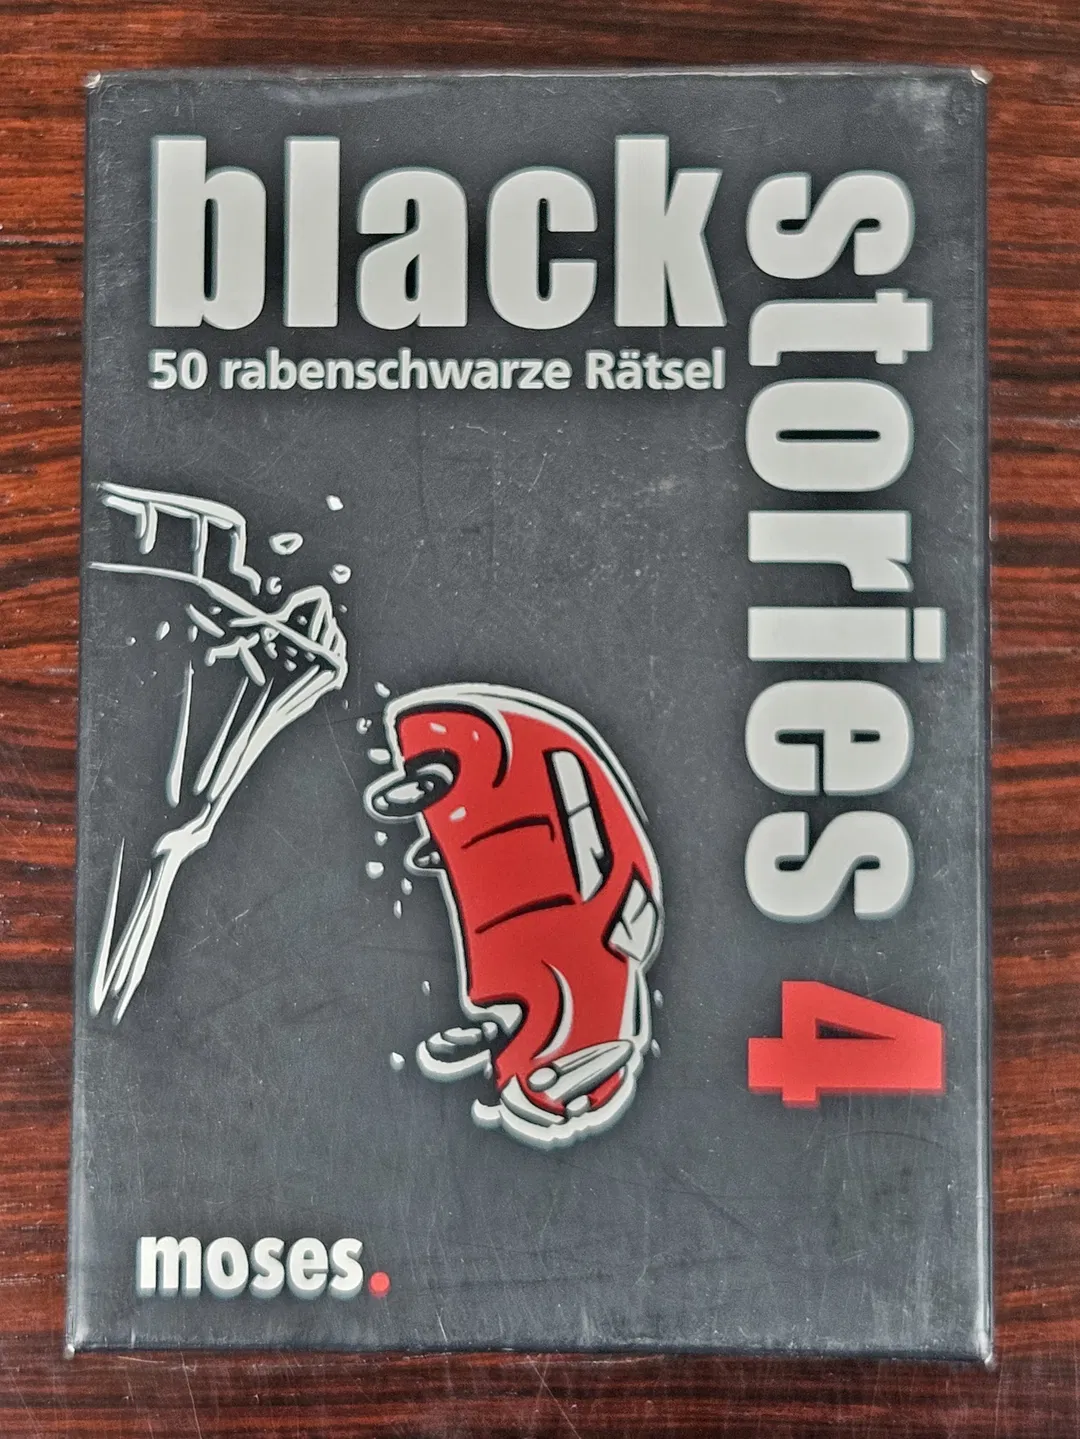 black
stories 4
50 rabenschwarze Rätsel
moses.